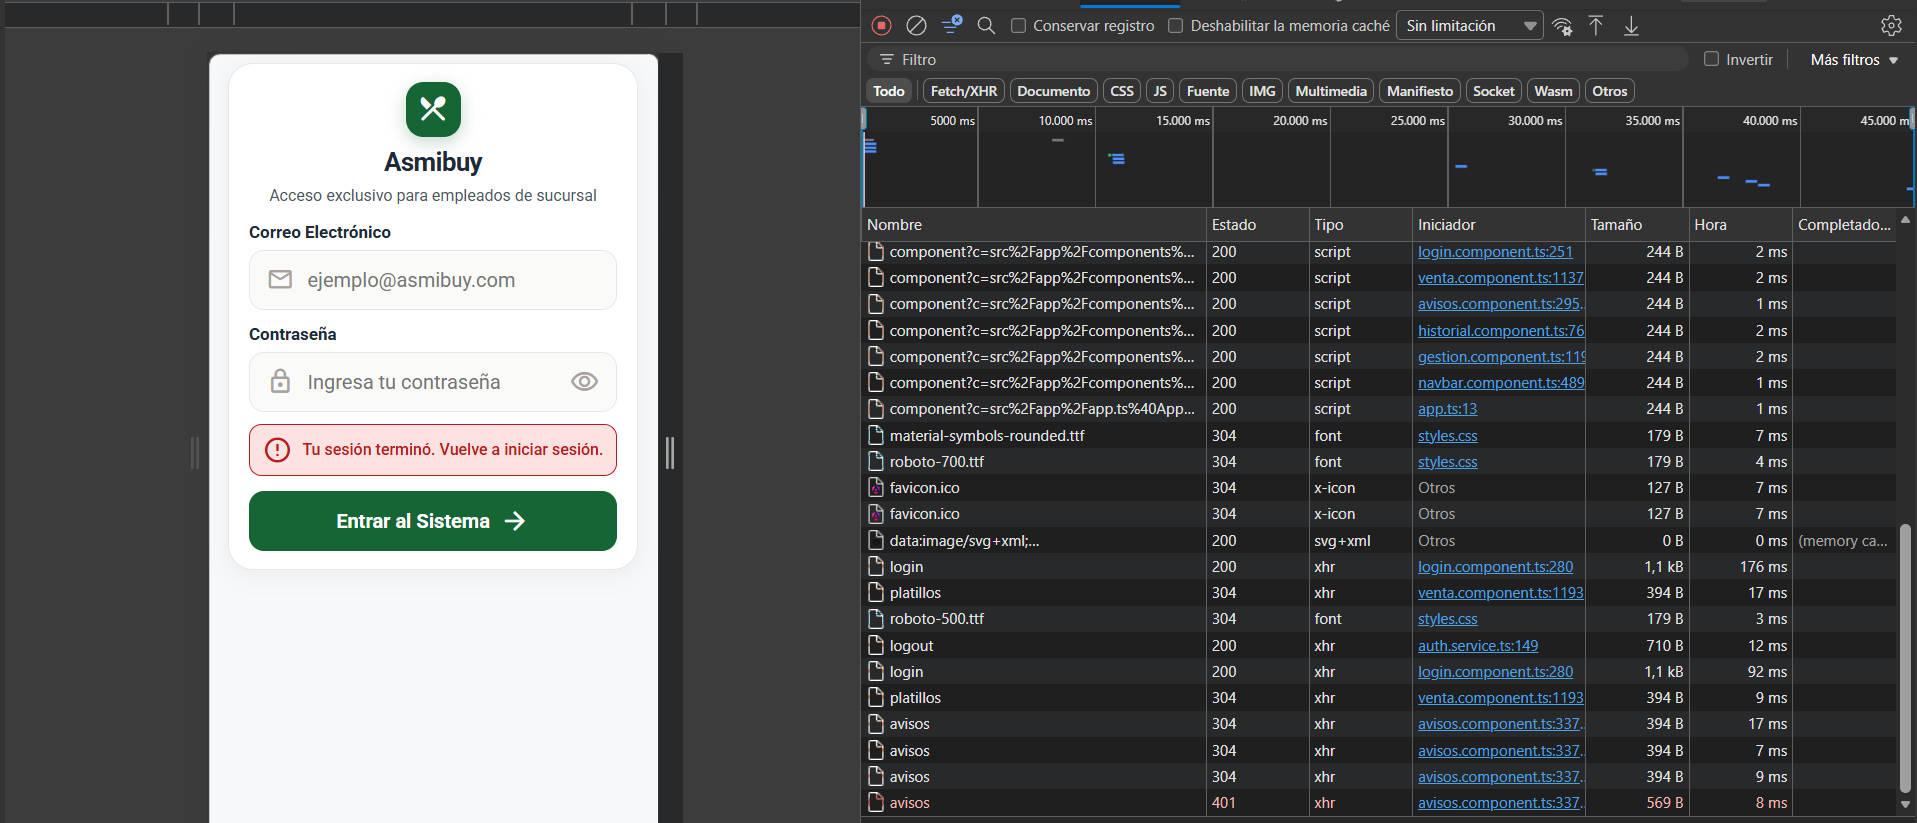 Asmibuy
Acceso exclusivo para empleados de sucursal
Correo Electrónico
ejemplo@asmibuy.com
Contraseña
Ingresa tu contraseña
Tu sesión terminó. Vuelve a iniciar sesión.
Entrar al Sistema
Conservar registro
Deshabilitar la memoria caché
Sin limitación
Filtro
Invertir
Más filtros
Todo Fetch/XHR Documento CSS JS Fuente IMG Multimedia Manifiesto Socket Wasm Otros
5000 ms 10.000 ms 15.000 ms 20.000 ms 25.000 ms 30.000 ms 35.000 ms 40.000 ms 45.000 m
Nombre Estado Tipo Iniciador Tamaño Hora Completado...
component?c=src%2Fapp%2Fcomponents%... 200 script login.component.ts:251 244 B 2 ms
component?c=src%2Fapp%2Fcomponents%... 200 script venta.component.ts:1137 244 B 2 ms
component?c=src%2Fapp%2Fcomponents%... 200 script avisos.component.ts:295... 244 B 1 ms
component?c=src%2Fapp%2Fcomponents%... 200 script historial.component.ts:76 244 B 2 ms
component?c=src%2Fapp%2Fcomponents%... 200 script gestion.component.ts:119 244 B 2 ms
component?c=src%2Fapp%2Fcomponents%... 200 script navbar.component.ts:489 244 B 1 ms
component?c=src%2Fapp%2Fapp.ts%40App... 200 script app.ts:13 244 B 1 ms
material-symbols-rounded.ttf 304 font styles.css 179 B 7 ms
roboto-700.ttf 304 font styles.css 179 B 4 ms
favicon.ico 304 x-icon Otros 127 B 7 ms
favicon.ico 304 x-icon Otros 127 B 7 ms
data:image/svg+xml;... 200 svg+xml Otros 0 B 0 ms (memory ca...
login 200 xhr login.component.ts:280 1,1 kB 176 ms
platillos 304 xhr venta.component.ts:1193 394 B 17 ms
roboto-500.ttf 304 font styles.css 179 B 3 ms
logout 200 xhr auth.service.ts:149 710 B 12 ms
login 200 xhr login.component.ts:280 1,1 kB 92 ms
platillos 304 xhr venta.component.ts:1193 394 B 9 ms
avisos 304 xhr avisos.component.ts:337... 394 B 17 ms
avisos 304 xhr avisos.component.ts:337... 394 B 7 ms
avisos 304 xhr avisos.component.ts:337... 394 B 9 ms
avisos 401 xhr avisos.component.ts:337... 569 B 8 ms